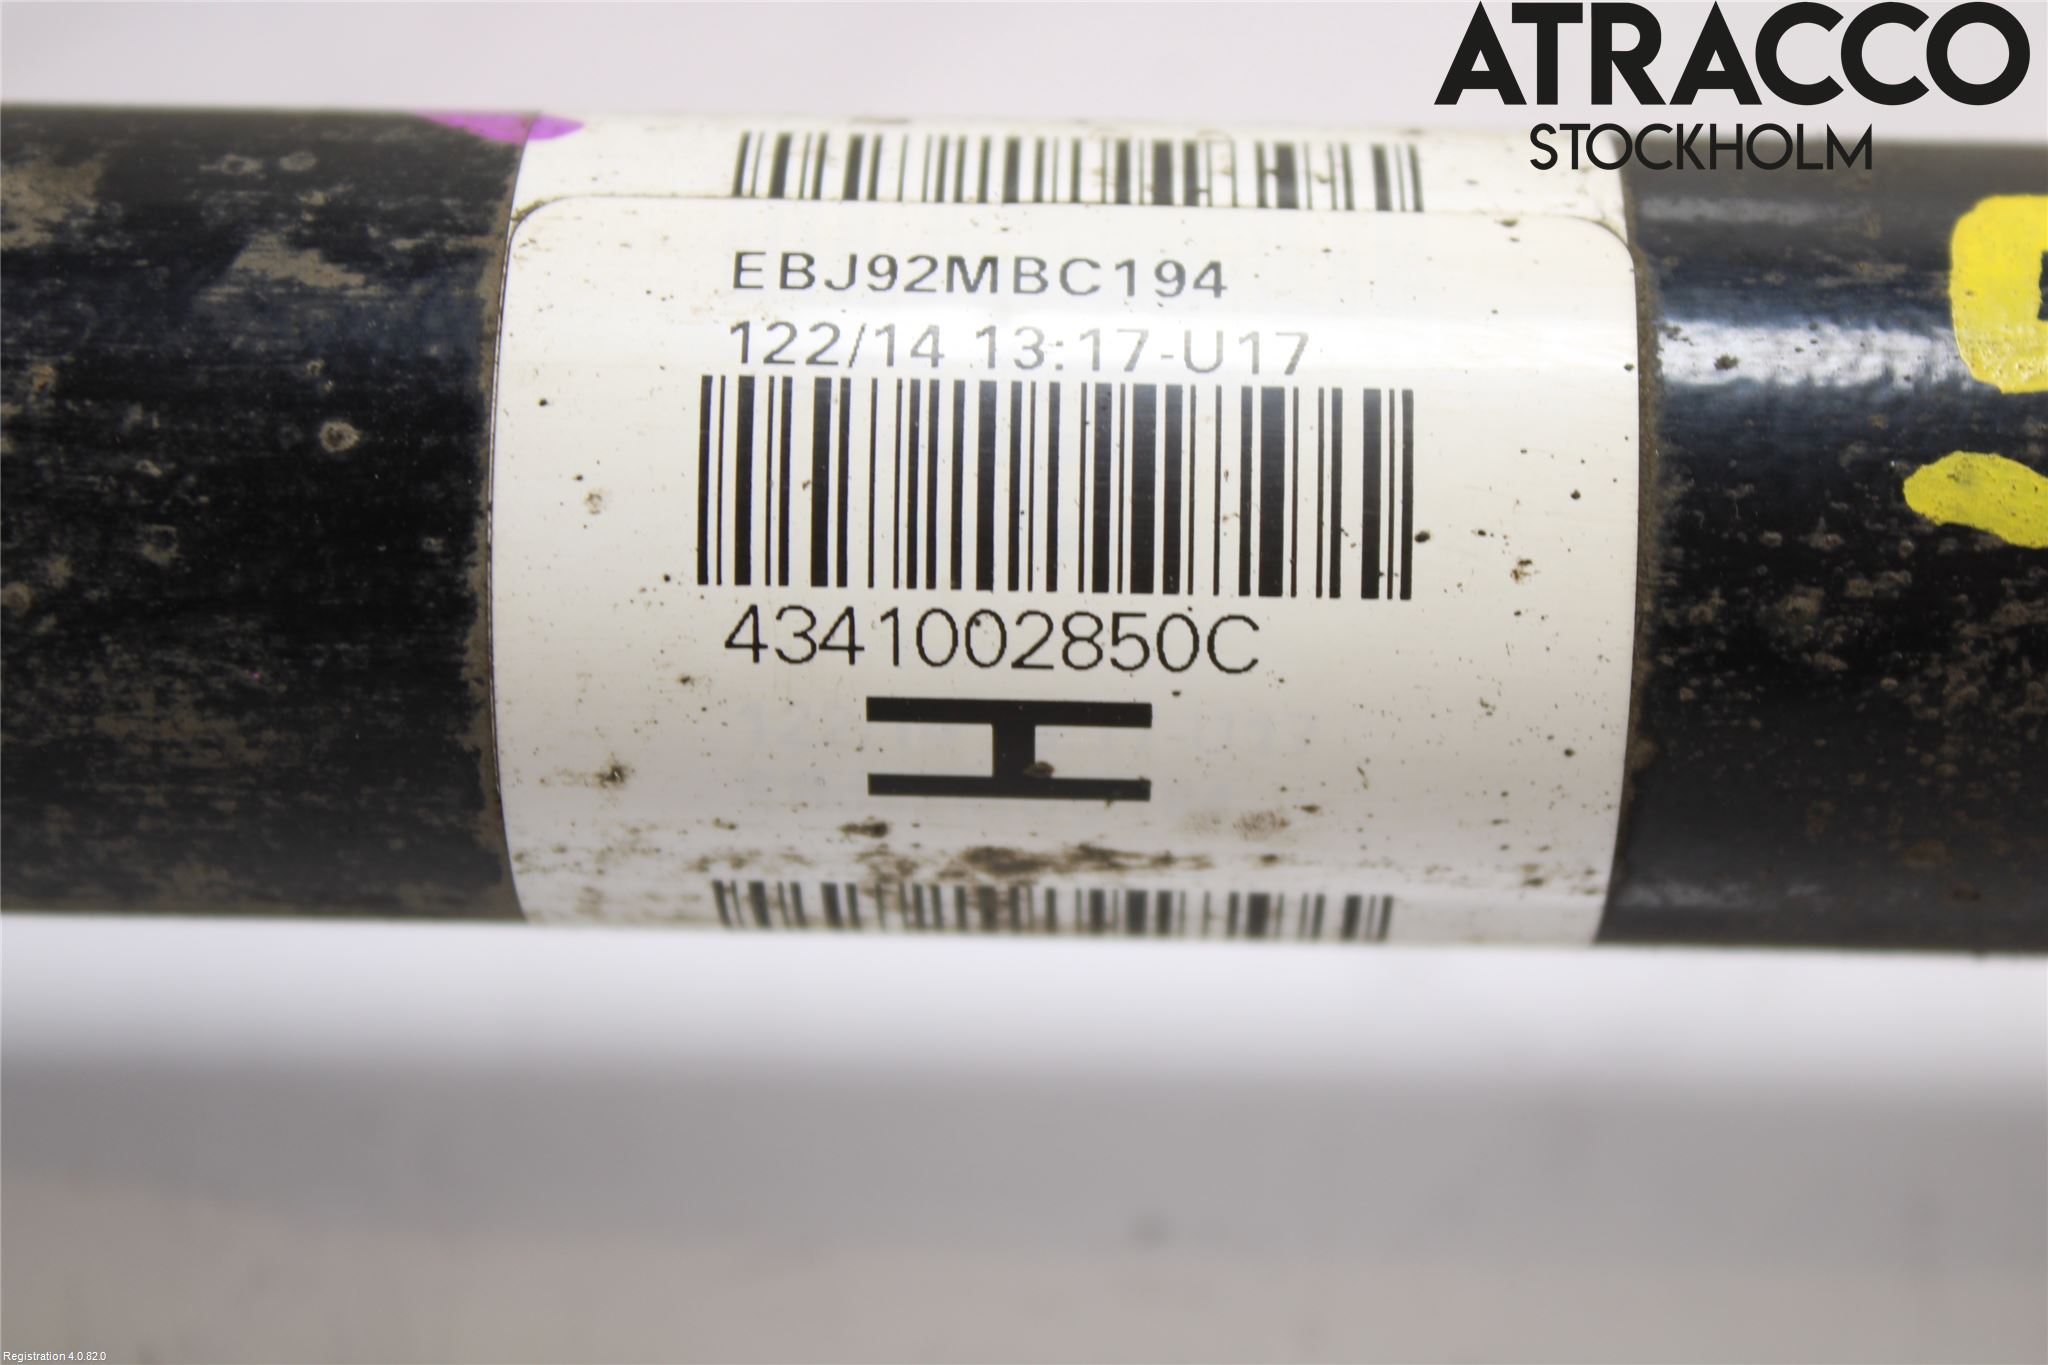 ATRACCO
STOCKHOLM
EBJ92MBC194
122/14 13:17-U17
4341002850C
H
Registration 4.0.82.0